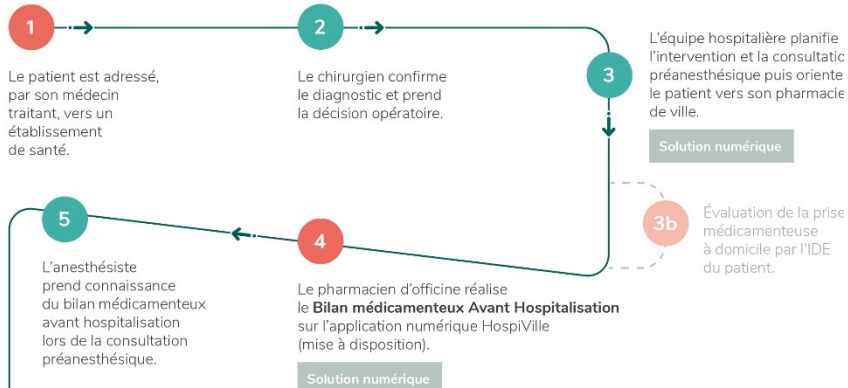 1
Le patient est adressé,
par son médecin
traitant, vers un
établissement
de santé.
2
Le chirurgien confirme
le diagnostic et prend
la décision opératoire.
3
L'équipe hospitalière planifie
l'intervention et la
préanesthésique puis oriente
le patient vers son
de ville.
Solution numérique
3b
Évaluation de la prise
médicamenteuse
à domicile par l'IDE
du patient.
4
Le pharmacien d'officine réalise
le Bilan médicamenteux Avant Hospitalisation
sur l'application numérique HospiVille
(mise à disposition).
Solution numérique
5
L'anesthésiste
prend connaissance
du bilan médicamenteux
avant hospitalisation
lors de la consultation
préanesthésique.